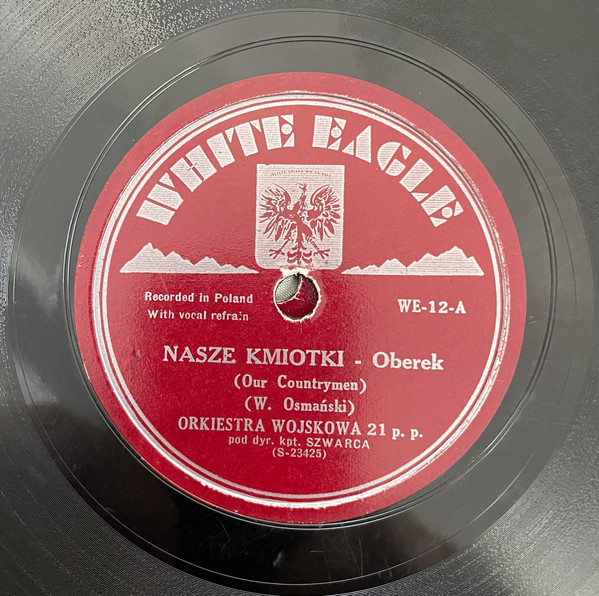 WHITE EAGLE
Recorded in Poland
With vocal refrain
WE-12-A
NASZE KMIOTKI - Oberek
(Our Countrymen)
(W. Osmański)
ORKIESTRA WOJSKOWA 21 p. p.
pod dyr. kpt. SZWARCA
(S-23425)